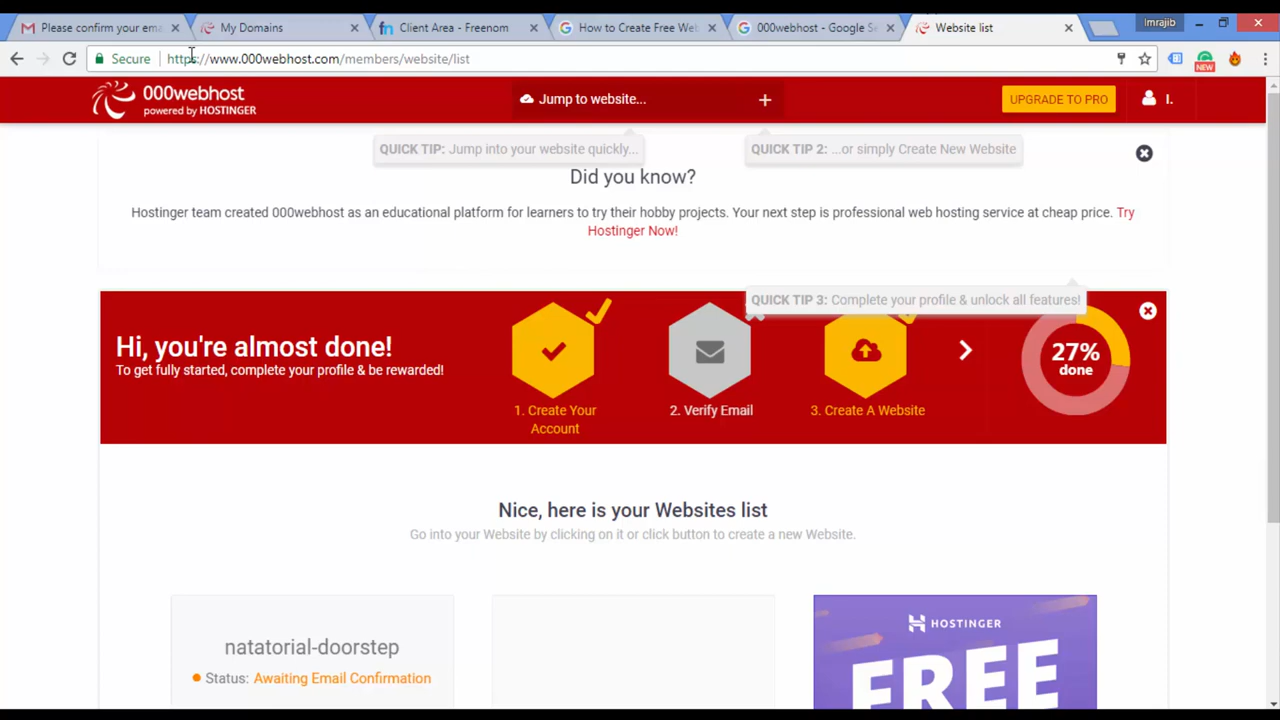 Please confirm your ema
My Domains
Client Area - Freenom
How to Create Free Web
000webhost - Google Se
Website list
Imrajib
Secure
https://www.000webhost.com/members/website/list
NEW
000webhost
powered by HOSTINGER
Jump to website...
+
UPGRADE TO PRO
I.
QUICK TIP: Jump into your website quickly...
QUICK TIP 2: ...or simply Create New Website
Did you know?
Hostinger team created 000webhost as an educational platform for learners to try their hobby projects. Your next step is professional web hosting service at cheap price. Try
Hostinger Now!
QUICK TIP 3: Complete your profile & unlock all features!
Hi, you're almost done!
To get fully started, complete your profile & be rewarded!
1. Create Your
Account
2. Verify Email
3. Create A Website
27%
done
Nice, here is your Websites list
Go into your Website by clicking on it or click button to create a new Website.
natatorial-doorstep
Status: Awaiting Email Confirmation
HOSTINGER
FREE